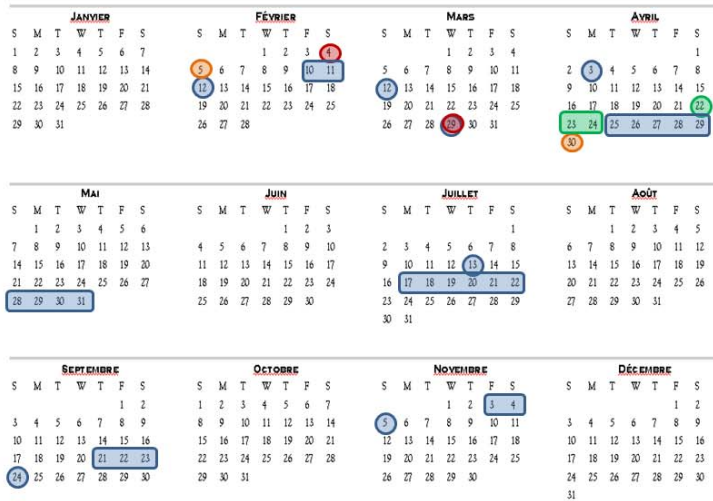 JANVIER
S M T W T F S
1 2 3 4 5 6 7
8 9 10 11 12 13 14
15 16 17 18 19 20 21
22 23 24 25 26 27 28
29 30 31
FÉVRIER
S M T W T F S
1 2 3 4
5 6 7 8 9 10 11
12 13 14 15 16 17 18
19 20 21 22 23 24 25
26 27 28
MARS
S M T W T F S
1 2 3 4
5 6 7 8 9 10 11
12 13 14 15 16 17 18
19 20 21 22 23 24 25
26 27 28 29 30 31
AVRIL
S M T W T F S
1
2 3 4 5 6 7 8
9 10 11 12 13 14 15
16 17 18 19 20 21 22
23 24 25 26 27 28 29
30
MAI
S M T W T F S
1 2 3 4 5 6
7 8 9 10 11 12 13
14 15 16 17 18 19 20
21 22 23 24 25 26 27
28 29 30 31
JUIN
S M T W T F S
1 2 3
4 5 6 7 8 9 10
11 12 13 14 15 16 17
18 19 20 21 22 23 24
25 26 27 28 29 30
JUILLET
S M T W T F S
1
2 3 4 5 6 7 8
9 10 11 12 13 14 15
16 17 18 19 20 21 22
23 24 25 26 27 28 29
30 31
AOÛT
S M T W T F S
1 2 3 4 5
6 7 8 9 10 11 12
13 14 15 16 17 18 19
20 21 22 23 24 25 26
27 28 29 30 31
SEPTEMBRE
S M T W T F S
1 2
3 4 5 6 7 8 9
10 11 12 13 14 15 16
17 18 19 20 21 22 23
24 25 26 27 28 29 30
OCTOBRE
S M T W T F S
1 2 3 4 5 6 7
8 9 10 11 12 13 14
15 16 17 18 19 20 21
22 23 24 25 26 27 28
29 30 31
NOVEMBRE
S M T W T F S
1 2 3 4
5 6 7 8 9 10 11
12 13 14 15 16 17 18
19 20 21 22 23 24 25
26 27 28 29 30
DÉCEMBRE
S M T W T F S
1 2
3 4 5 6 7 8 9
10 11 12 13 14 15 16
17 18 19 20 21 22 23
24 25 26 27 28 29 30
31